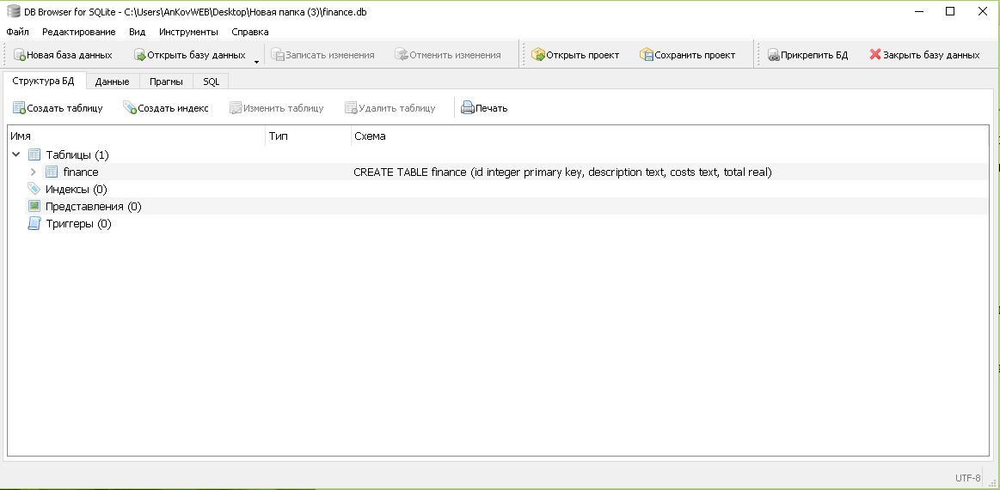 DB Browser for SQLite - C:\Users\AnKovWEB\Desktop\Новая папка (3)\finance.db
Файл Редактирование Вид Инструменты Справка
Новая база данных Открыть базу данных Записать изменения Отменить изменения Открыть проект Сохранить проект Прикрепить БД Закрыть базу данных
Структура БД Данные Прагмы SQL
Создать таблицу Создать индекс Изменить таблицу Удалить таблицу Печать
Имя Тип Схема
Таблицы (1)
finance CREATE TABLE finance (id integer primary key, description text, costs text, total real)
Индексы (0)
Представления (0)
Триггеры (0)
UTF-8